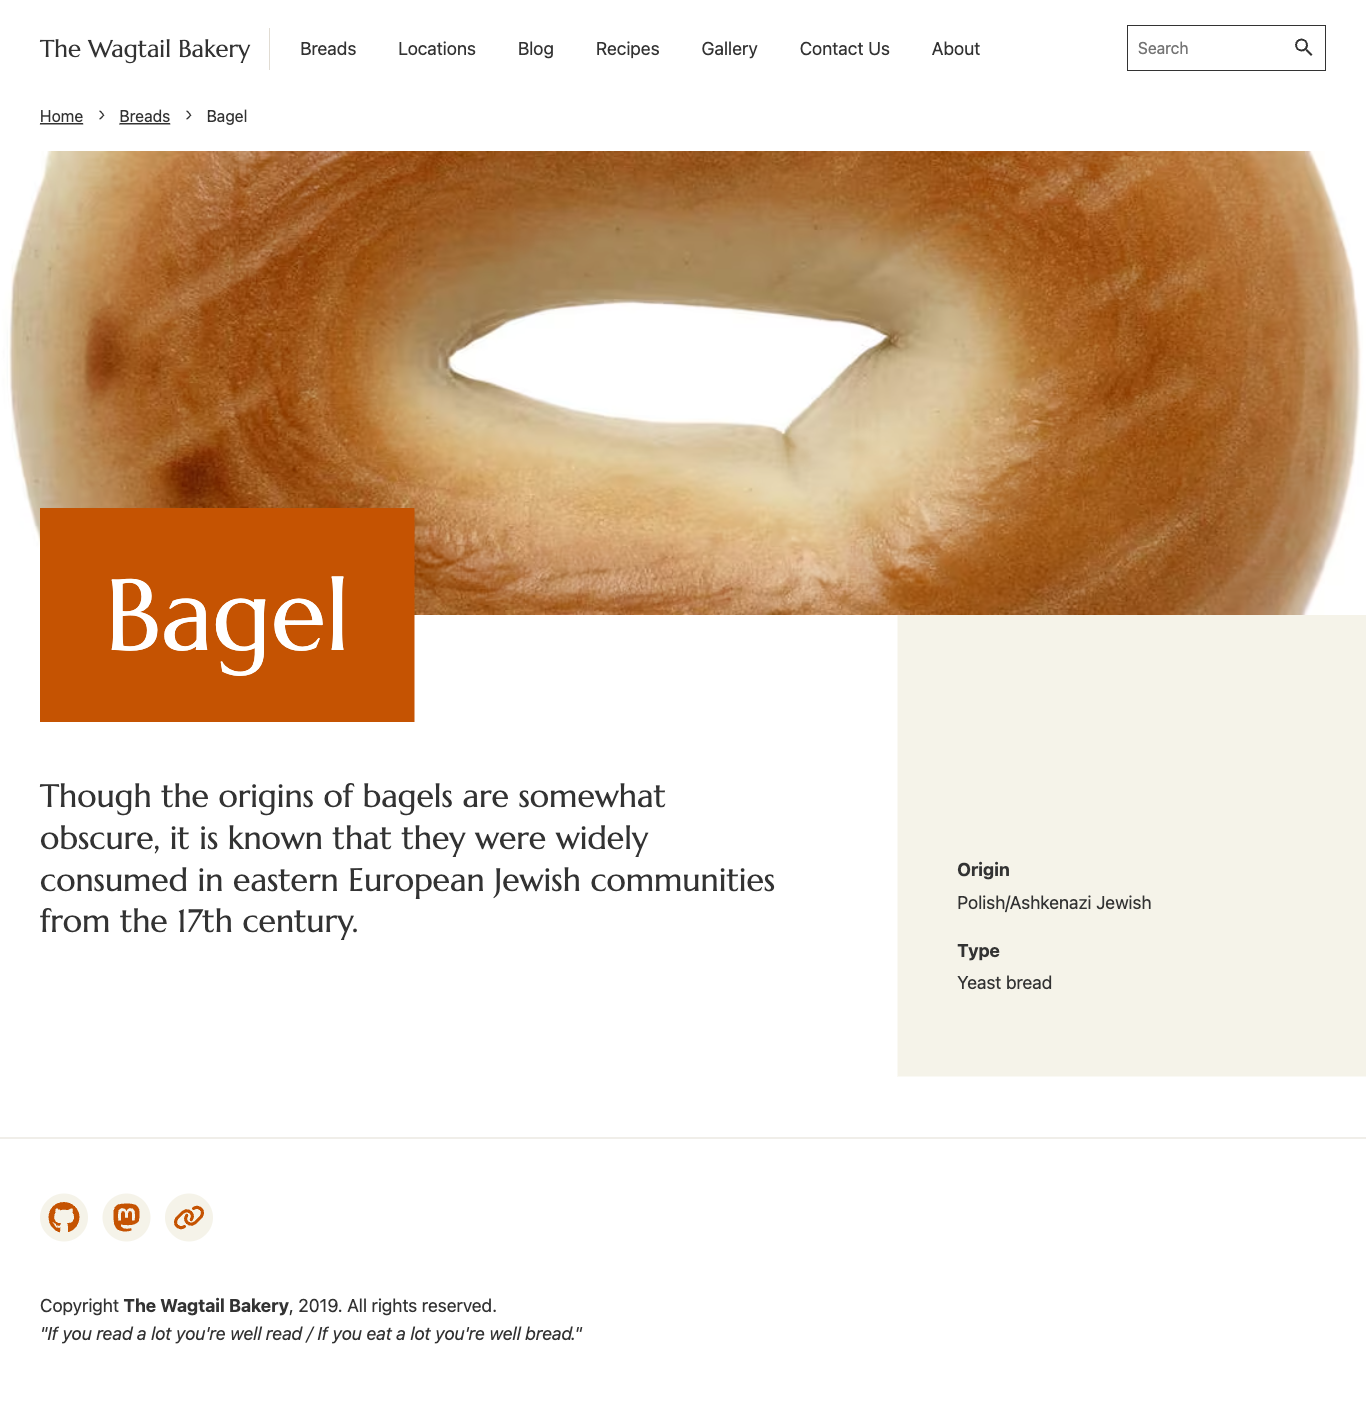 The Wagtail Bakery
Breads
Locations
Blog
Recipes
Gallery
Contact Us
About
Search
Home > Breads > Bagel
Bagel
Though the origins of bagels are somewhat
obscure, it is known that they were widely
consumed in eastern European Jewish communities
from the 17th century.
Origin
Polish/Ashkenazi Jewish
Type
Yeast bread
Copyright The Wagtail Bakery, 2019. All rights reserved.
"If you read a lot you're well read / If you eat a lot you're well bread."